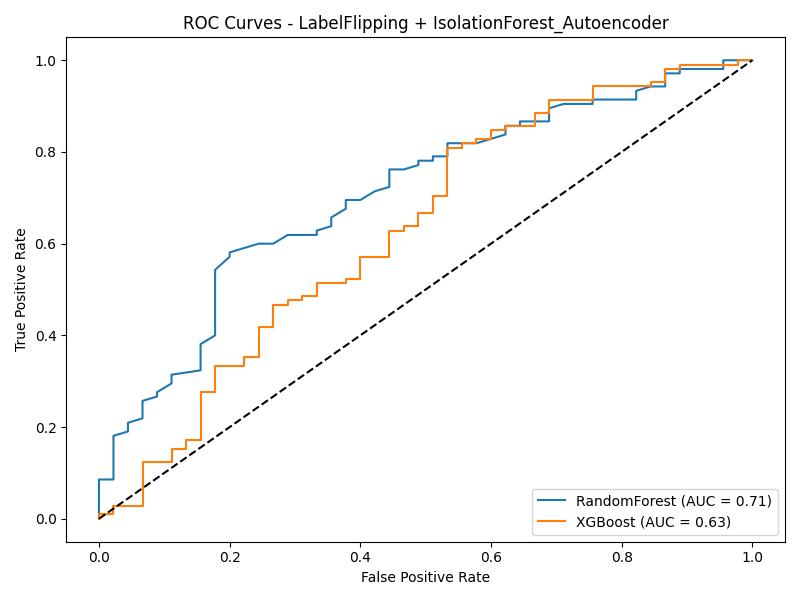 ROC Curves - LabelFlipping + IsolationForest_Autoencoder
1.0
0.8
0.6
0.4
0.2
0.0
True Positive Rate
0.0 0.2 0.4 0.6 0.8 1.0
False Positive Rate
RandomForest (AUC = 0.71)
XGBoost (AUC = 0.63)